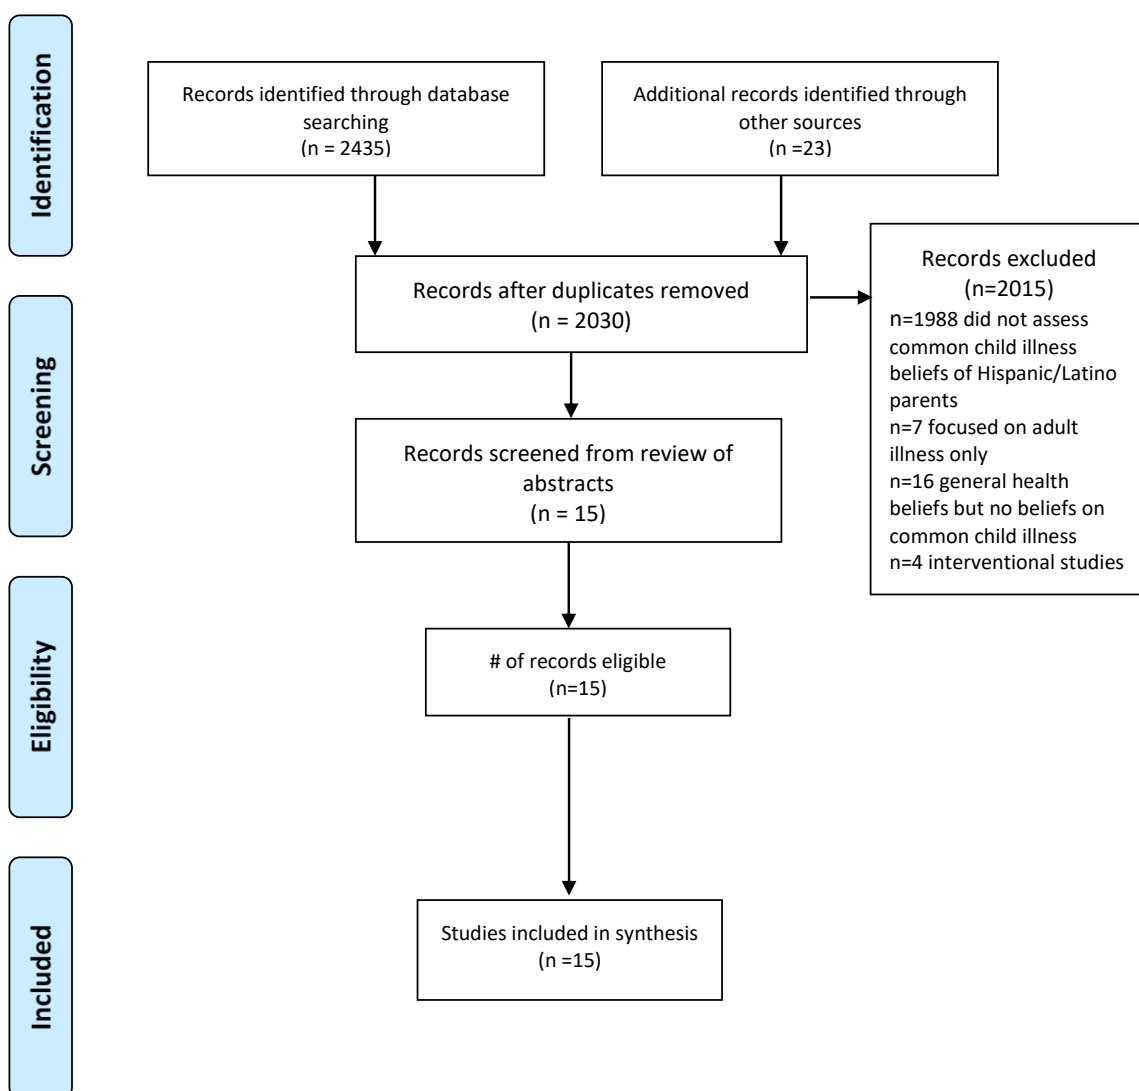 Identification
Records identified through database
searching
(n = 2435)
Additional records identified through
other sources
(n =23)
Records after duplicates removed
(n = 2030)
Records excluded
(n=2015)
n=1988 did not assess
common child illness
beliefs of Hispanic/Latino
parents
n=7 focused on adult
illness only
n=16 general health
beliefs but no beliefs on
common child illness
n=4 interventional studies
Screening
Records screened from review of
abstracts
(n = 15)
Eligibility
# of records eligible
(n=15)
Included
Studies included in synthesis
(n =15)